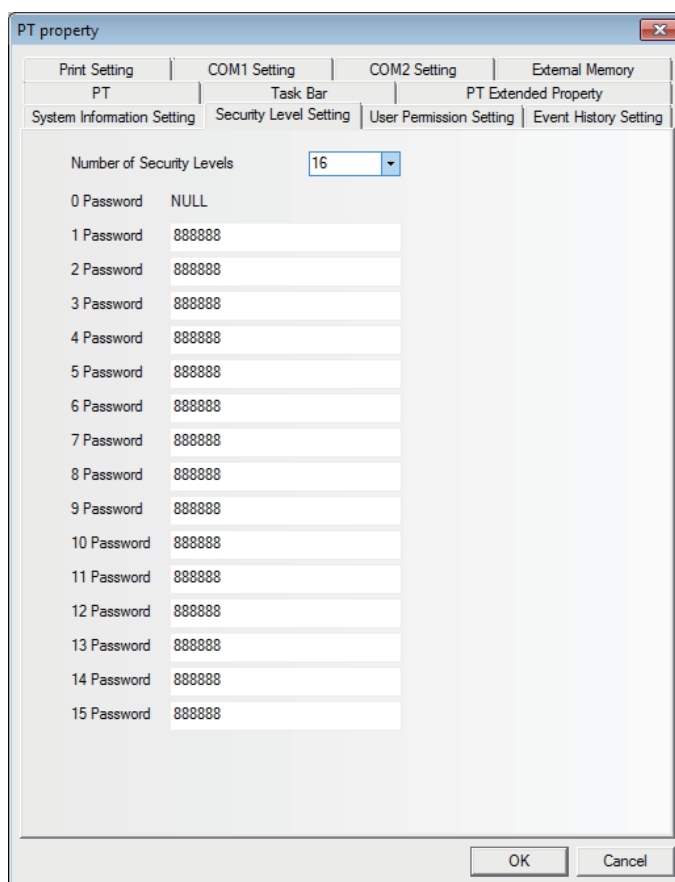 PT property
Print Setting COM1 Setting COM2 Setting External Memory
PT Task Bar PT Extended Property
System Information Setting Security Level Setting User Permission Setting Event History Setting
Number of Security Levels 16
0 Password NULL
1 Password 888888
2 Password 888888
3 Password 888888
4 Password 888888
5 Password 888888
6 Password 888888
7 Password 888888
8 Password 888888
9 Password 888888
10 Password 888888
11 Password 888888
12 Password 888888
13 Password 888888
14 Password 888888
15 Password 888888
OK Cancel